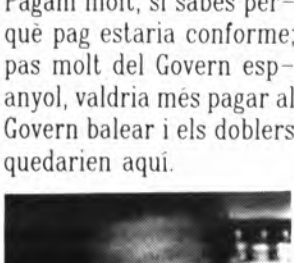 Pagam molt, si sabés per-
què pag estaria conforme;
pas molt del Govern esp-
anyol, valdria més pagar al
Govern balear i els doblers
quedarien aquí.